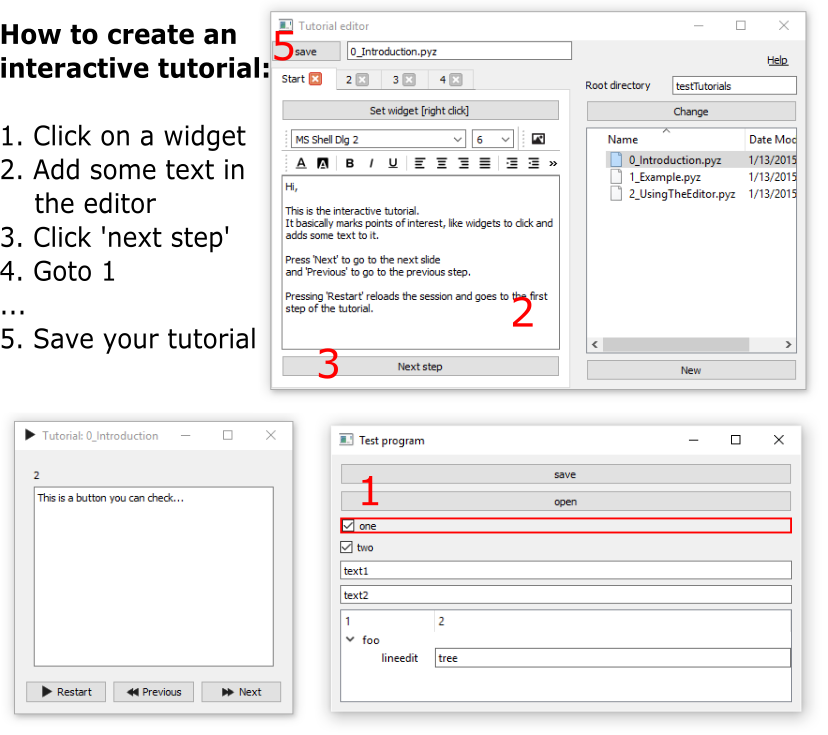 How to create an
interactive tutorial:
1. Click on a widget
2. Add some text in
the editor
3. Click 'next step'
4. Goto 1
...
5. Save your tutorial
Tutorial editor
5
save
0_Introduction.pyz
Help
Start 2 3 4
Root directory
testTutorials
Set widget [right click]
Change
MS Shell Dlg 2 6
A A B I U »
Name Date Mod
0_Introduction.pyz 1/13/2015
1_Example.pyz 1/13/2015
2_UsingTheEditor.pyz 1/13/2015
Hi,
This is the interactive tutorial.
It basically marks points of interest, like widgets to click and
adds some text to it.
Press 'Next' to go to the next slide
and 'Previous' to go to the previous step.
Pressing 'Restart' reloads the session and goes to the first
step of the tutorial.
2
3
Next step
New
Tutorial: 0_Introduction
2
This is a button you can check...
Restart
Previous
Next
Test program
save
1
open
one
two
text1
text2
1 2
foo
lineedit tree